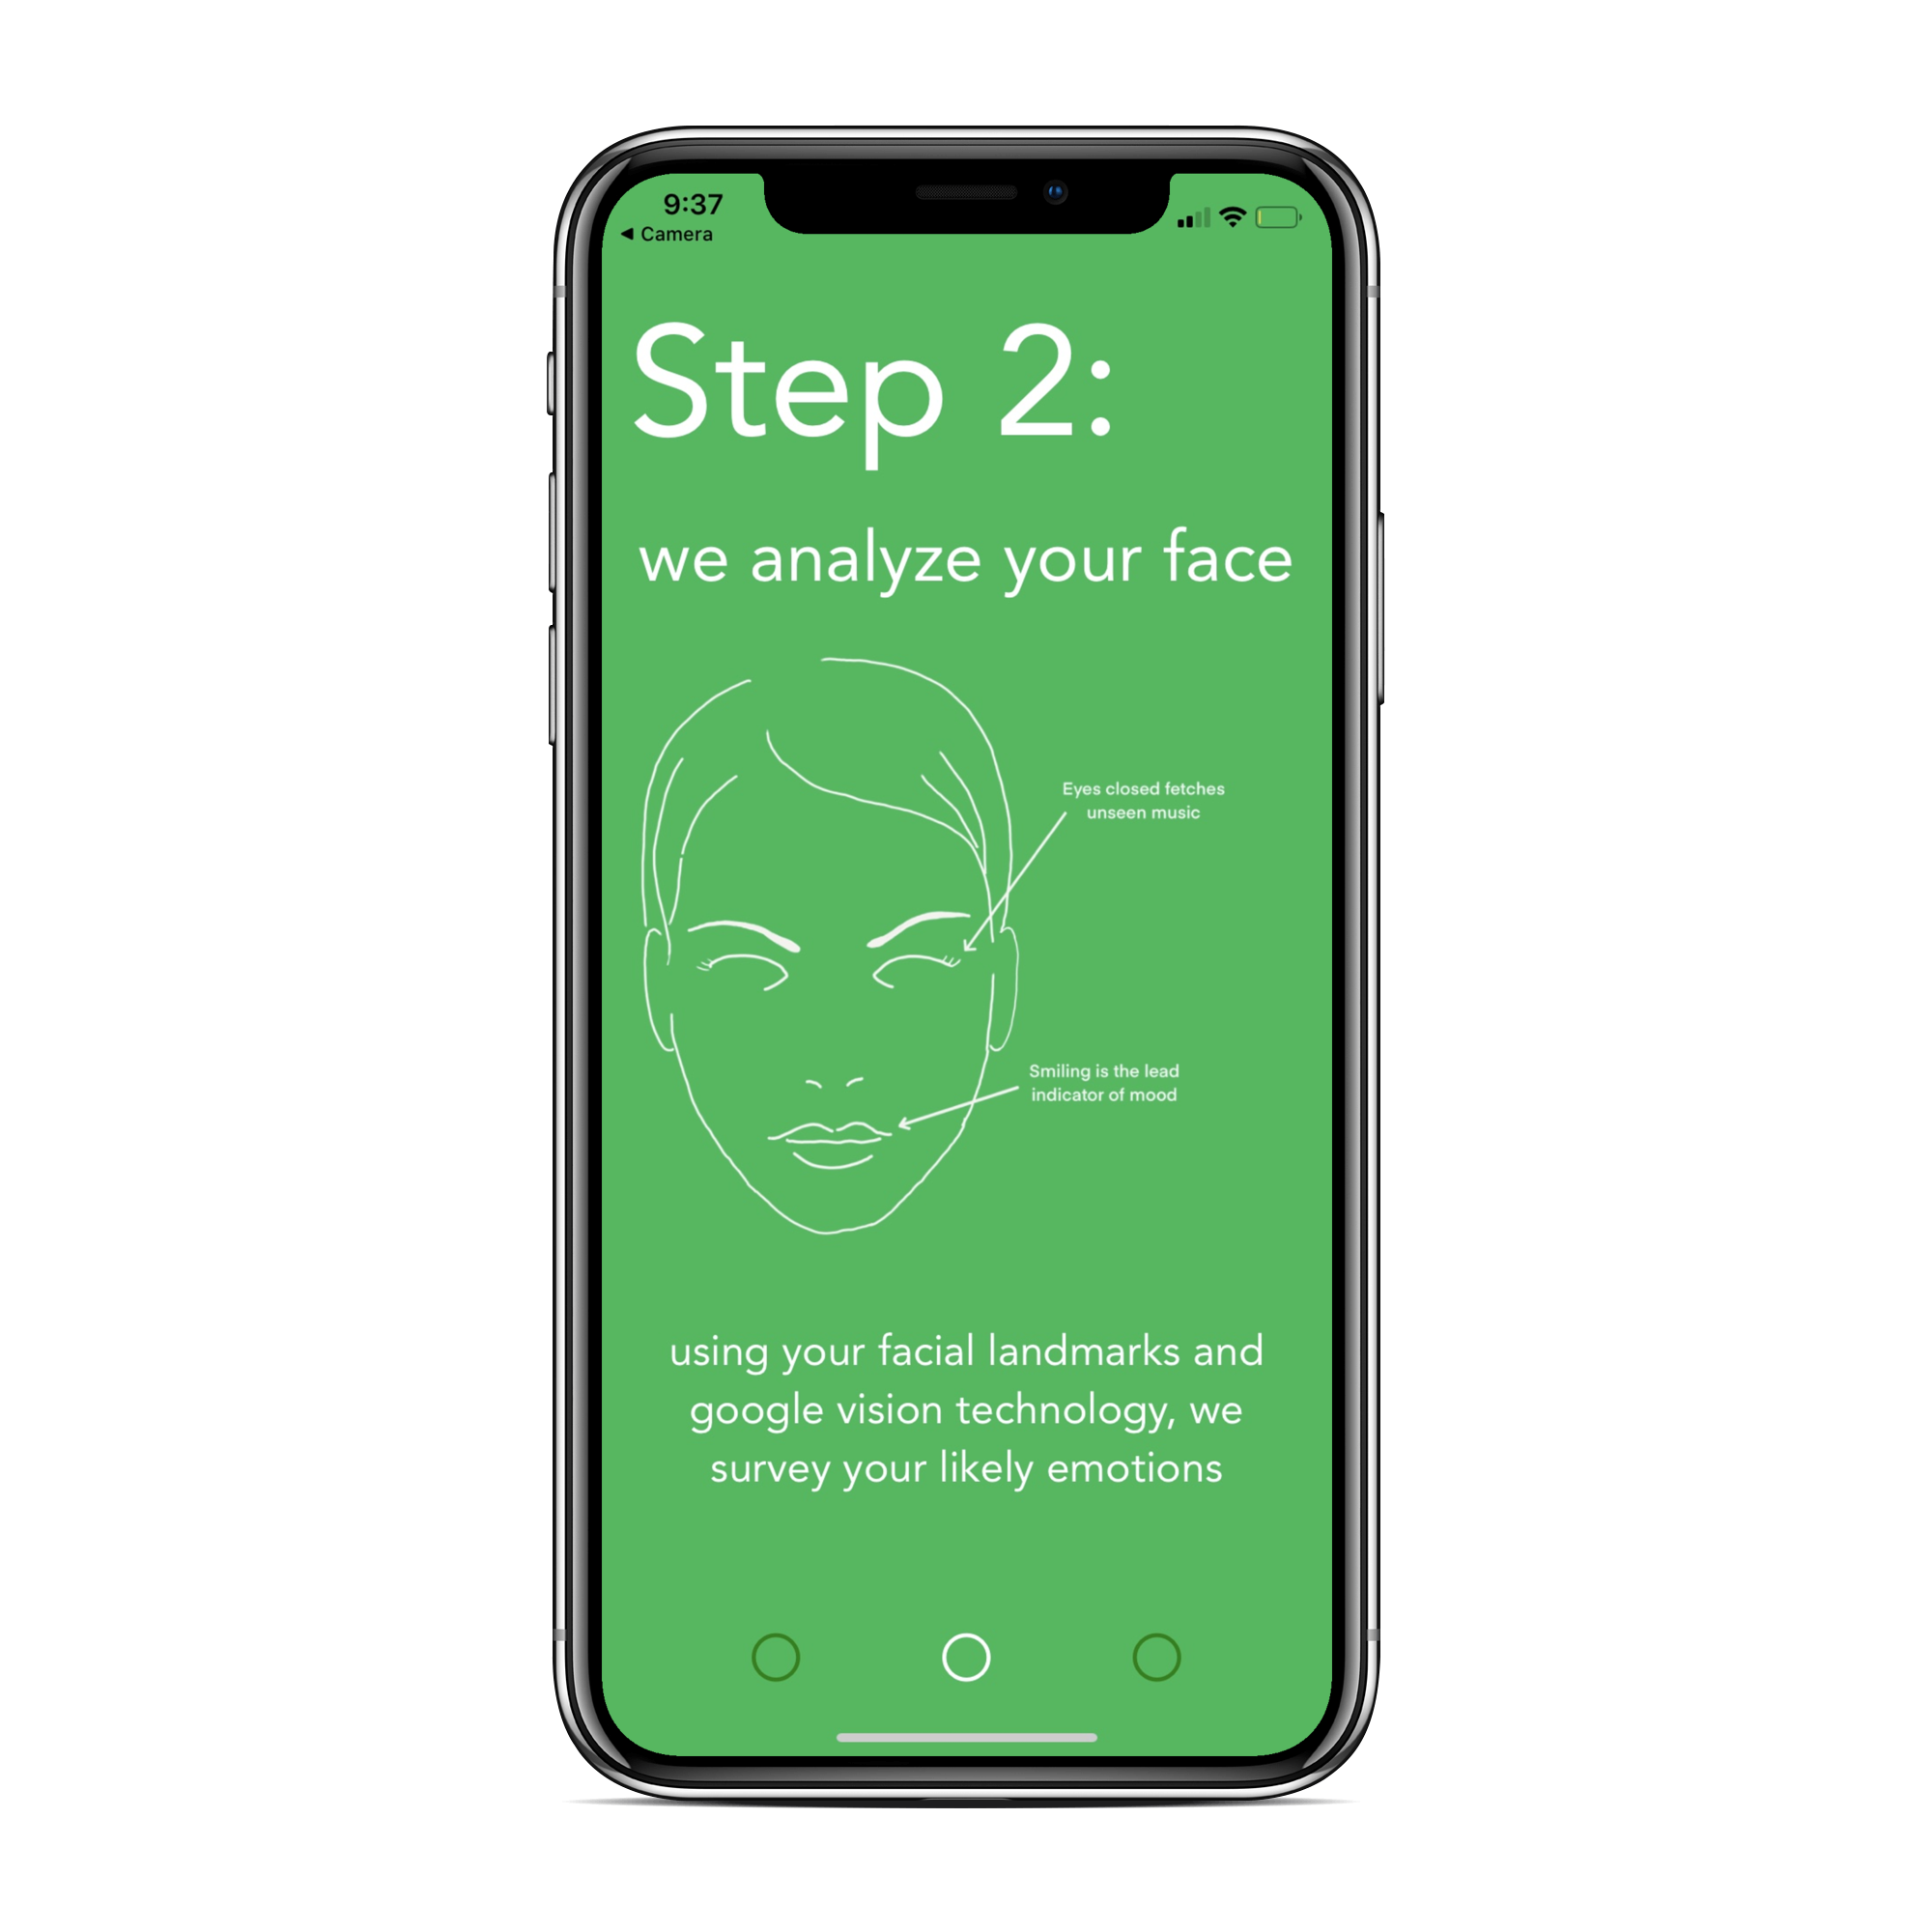 9:37
◀ Camera
Step 2:
we analyze your face
Eyes closed fetches
unseen music
Smiling is the lead
indicator of mood
using your facial landmarks and
google vision technology, we
survey your likely emotions